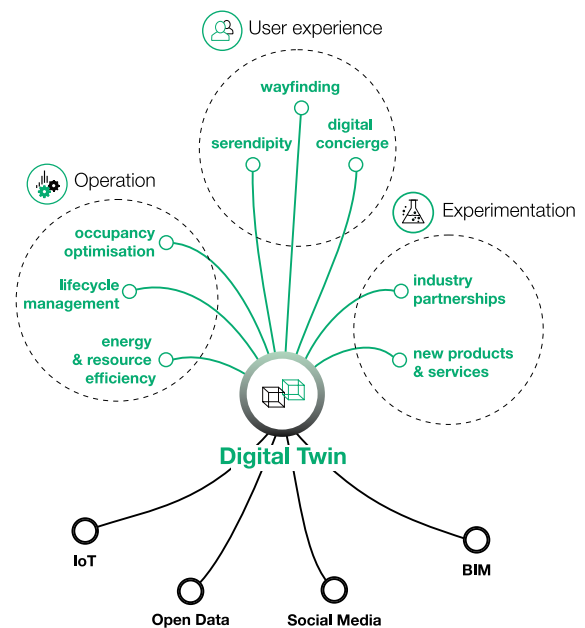 User experience
wayfinding
serendipity
digital
concierge
Operation
occupancy
optimisation
lifecycle
management
energy
& resource
efficiency
Experimentation
industry
partnerships
new products
& services
Digital Twin
IoT
Open Data
Social Media
BIM